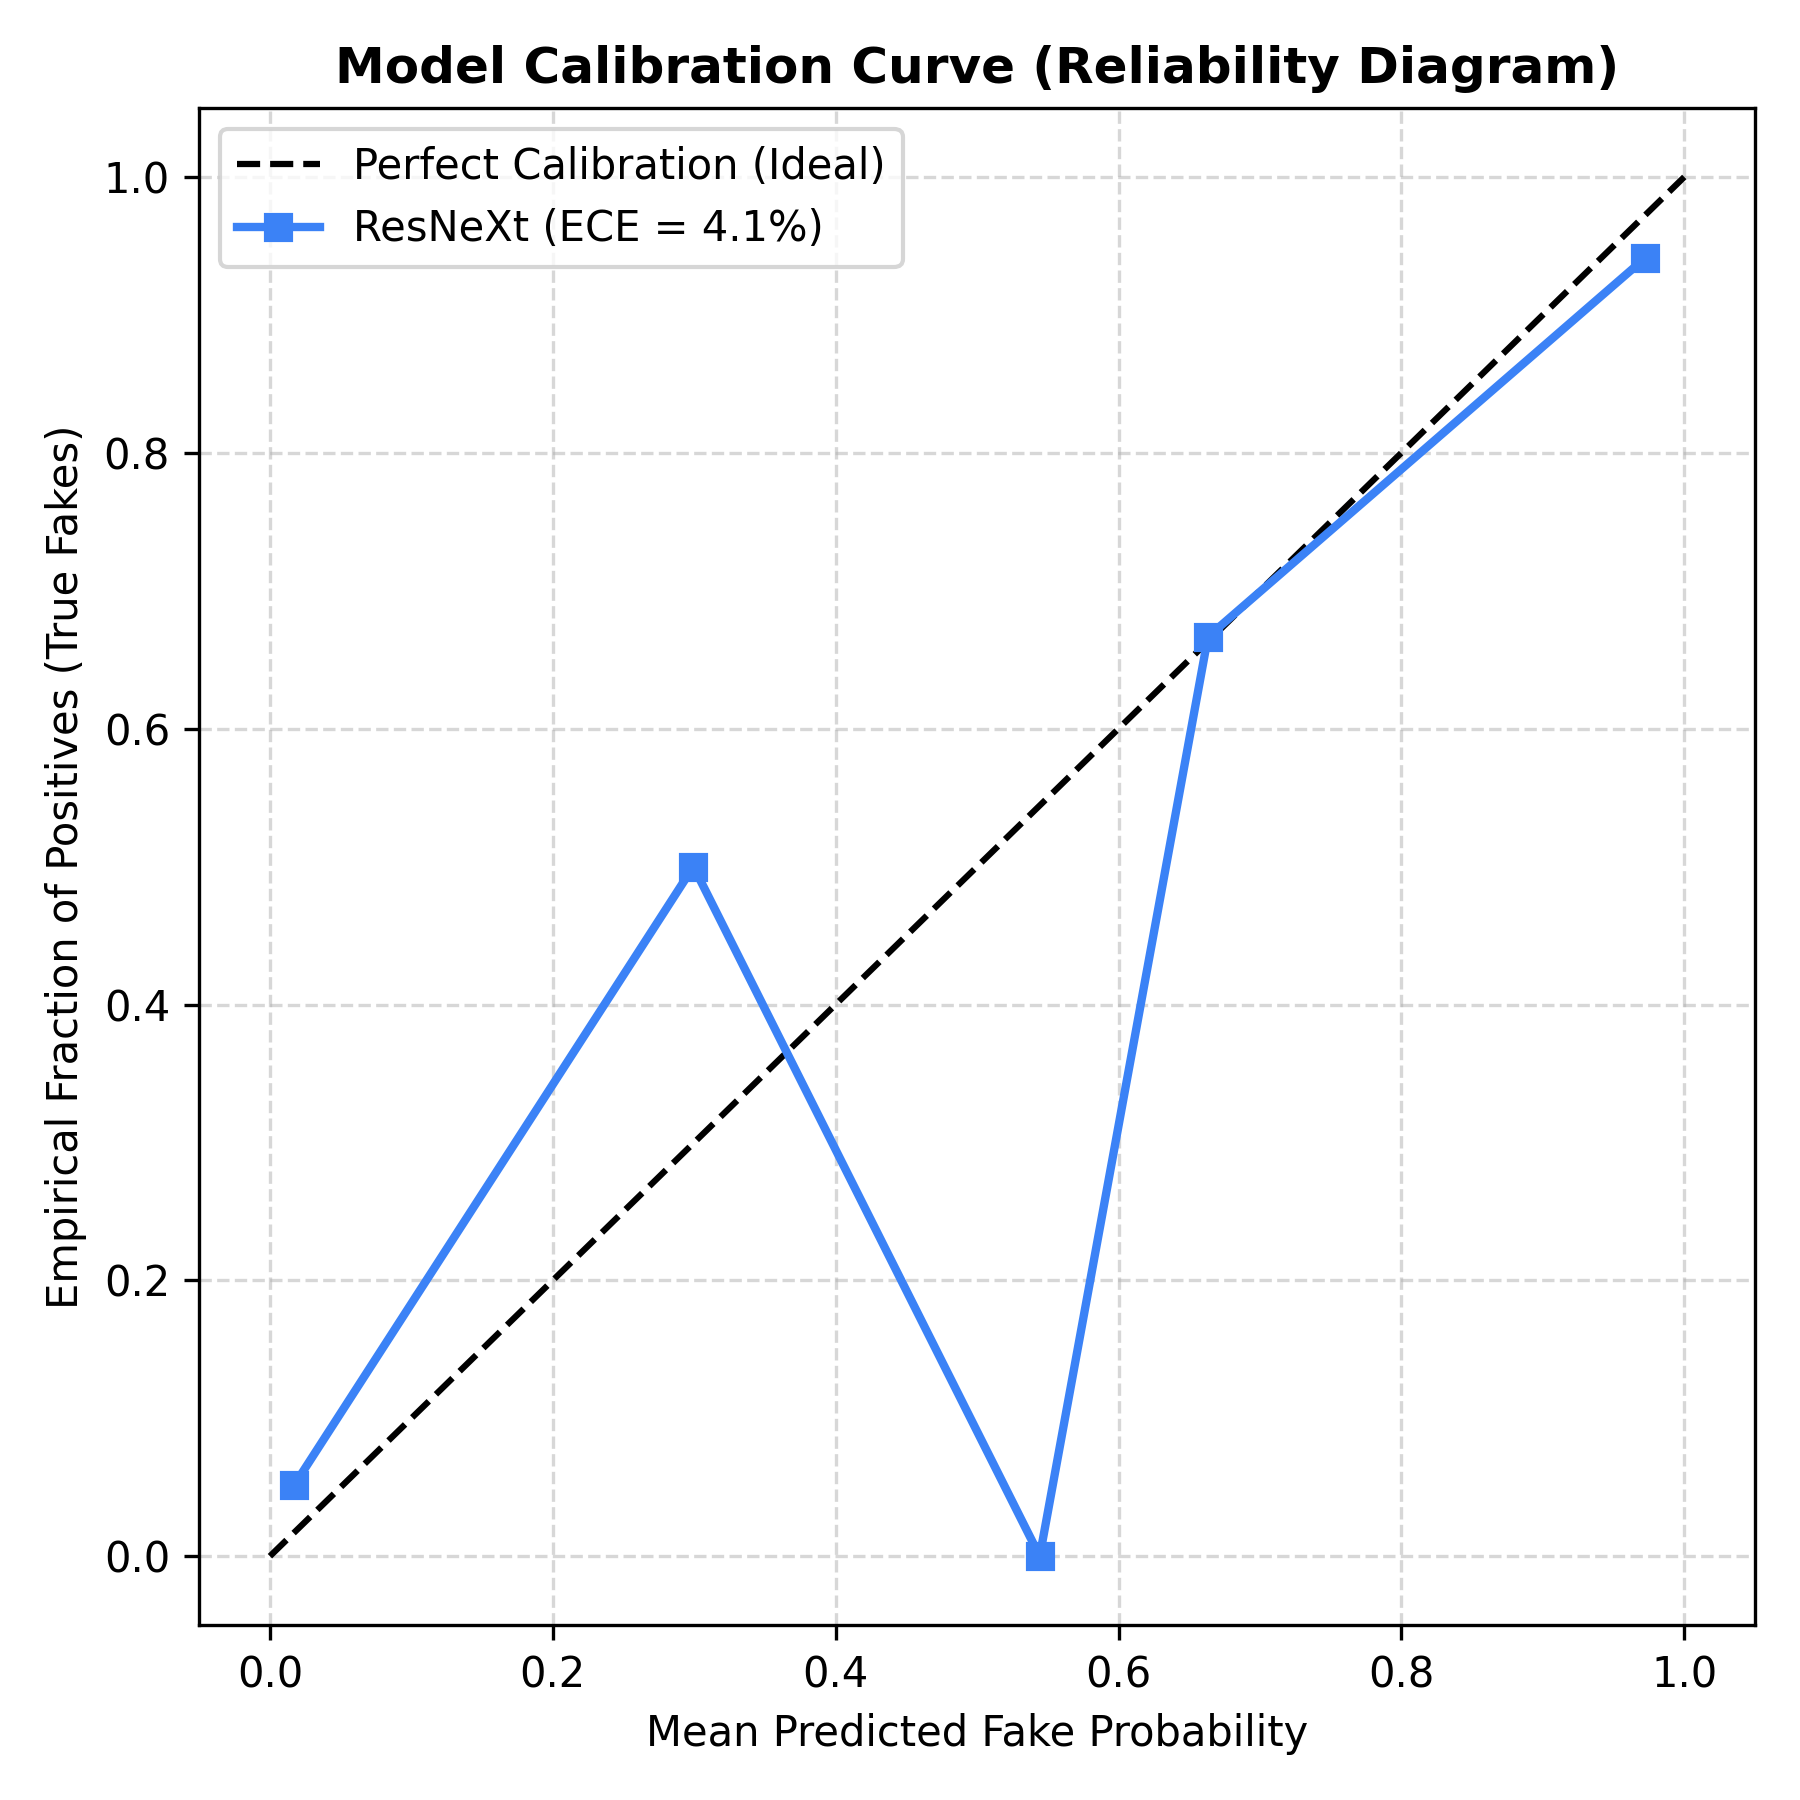 Model Calibration Curve (Reliability Diagram)
Perfect Calibration (Ideal)
ResNeXt (ECE = 4.1%)
Empirical Fraction of Positives (True Fakes)
1.0
0.8
0.6
0.4
0.2
0.0
0.0 0.2 0.4 0.6 0.8 1.0
Mean Predicted Fake Probability